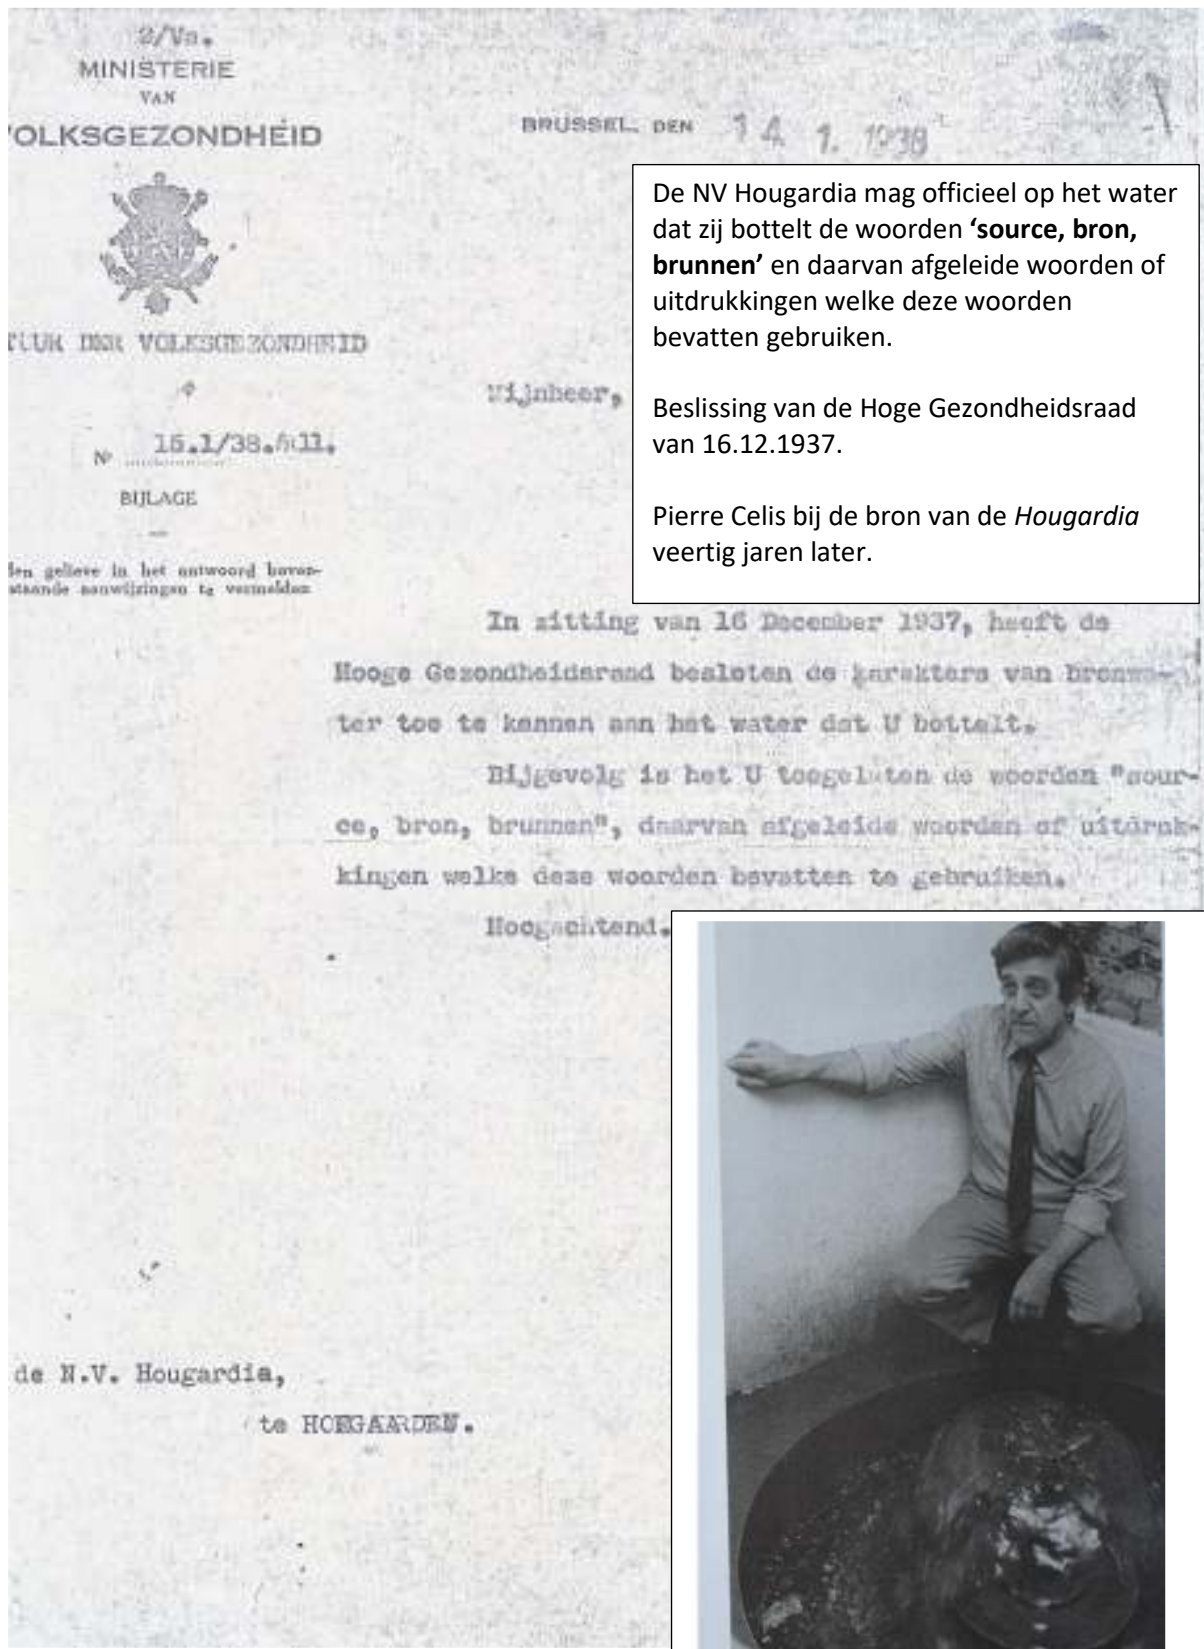 2/Va.
MINISTERIE
VAN
VOLKSGEZONDHEID
BRUSSEL, DEN 14. 1. 1938
De NV Hougardia mag officieel op het water
dat zij bottelt de woorden ‘source, bron,
brunnen’ en daarvan afgeleide woorden of
uitdrukkingen welke deze woorden
bevatten gebruiken.
Beslissing van de Hoge Gezondheidsraad
van 16.12.1937.
Pierre Celis bij de bron van de Hougardia
veertig jaren later.
TUUR DER VOLKSGEZONDHEID
Mijnheer,
Nr 15.1/38.
BIJLAGE
Men gelieve in het antwoord boven-
staande aanwijzingen te vermelden
In zitting van 16 December 1937, heeft de
Hooge Gezondheidsraad besloten de karakters van bronwa-
ter toe te kennen aan het water dat U bottelt.
Bijgevolg is het U toegelaten de woorden "sour-
ce, bron, brunnen", daarvan afgeleide woorden of uitdruk-
kingen welke deze woorden bevatten te gebruiken.
Hoogachtend.
de N.V. Hougardia,
te HOEGAARDEN.